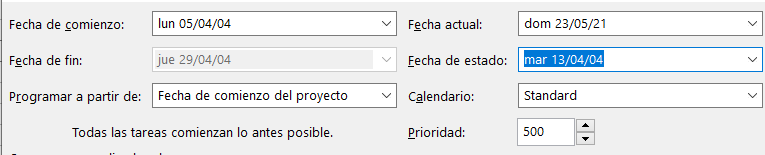 Fecha de comienzo: lun 05/04/04 Fecha actual: dom 23/05/21
Fecha de fin: jue 29/04/04 Fecha de estado: mar 13/04/04
Programar a partir de: Fecha de comienzo del proyecto Calendario: Standard
Todas las tareas comienzan lo antes posible. Prioridad: 500